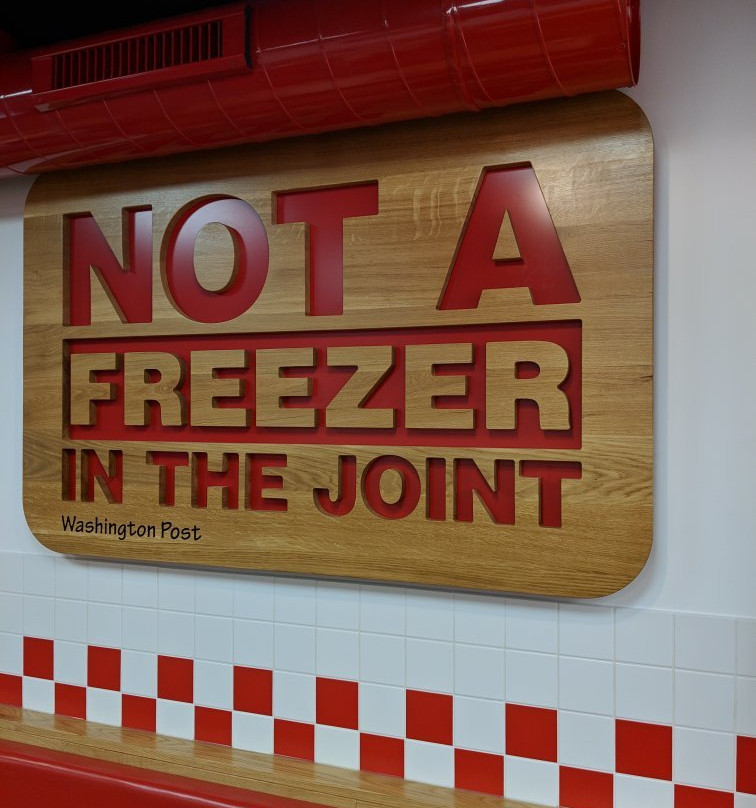 NOT A
FREEZER
IN THE JOINT
Washington Post